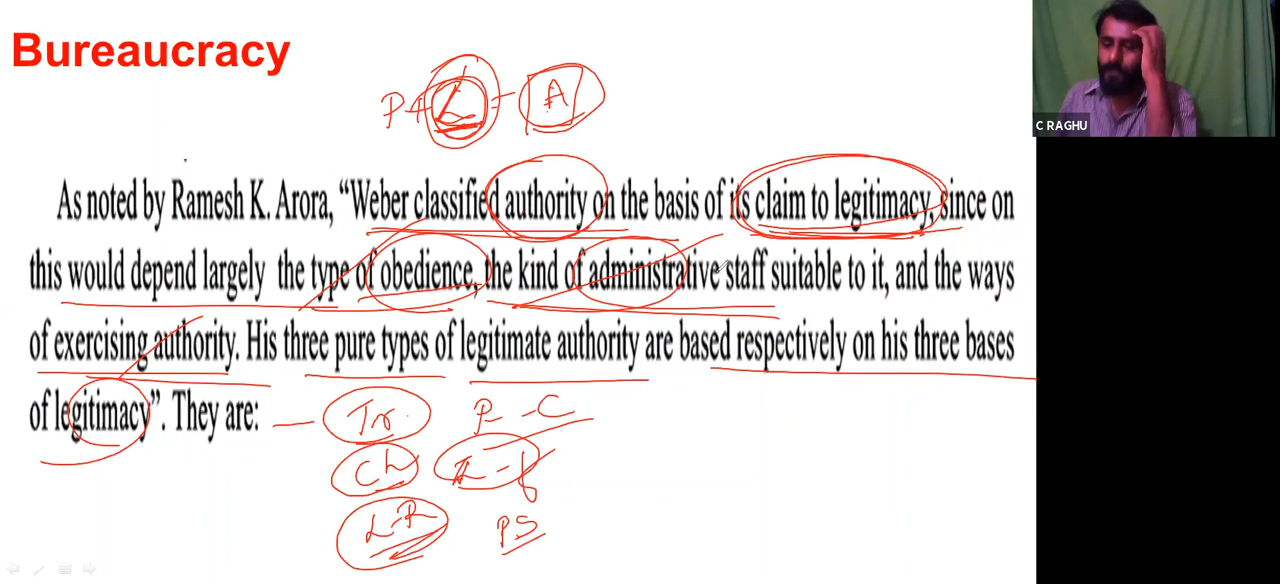 Bureaucracy
P+L = A
C RAGHU
As noted by Ramesh K. Arora, “Weber classified authority on the basis of its claim to legitimacy, since on
this would depend largely the type of obedience, the kind of administrative staff suitable to it, and the ways
of exercising authority. His three pure types of legitimate authority are based respectively on his three bases
of legitimacy”. They are:
Tr
Ch
L-R PS